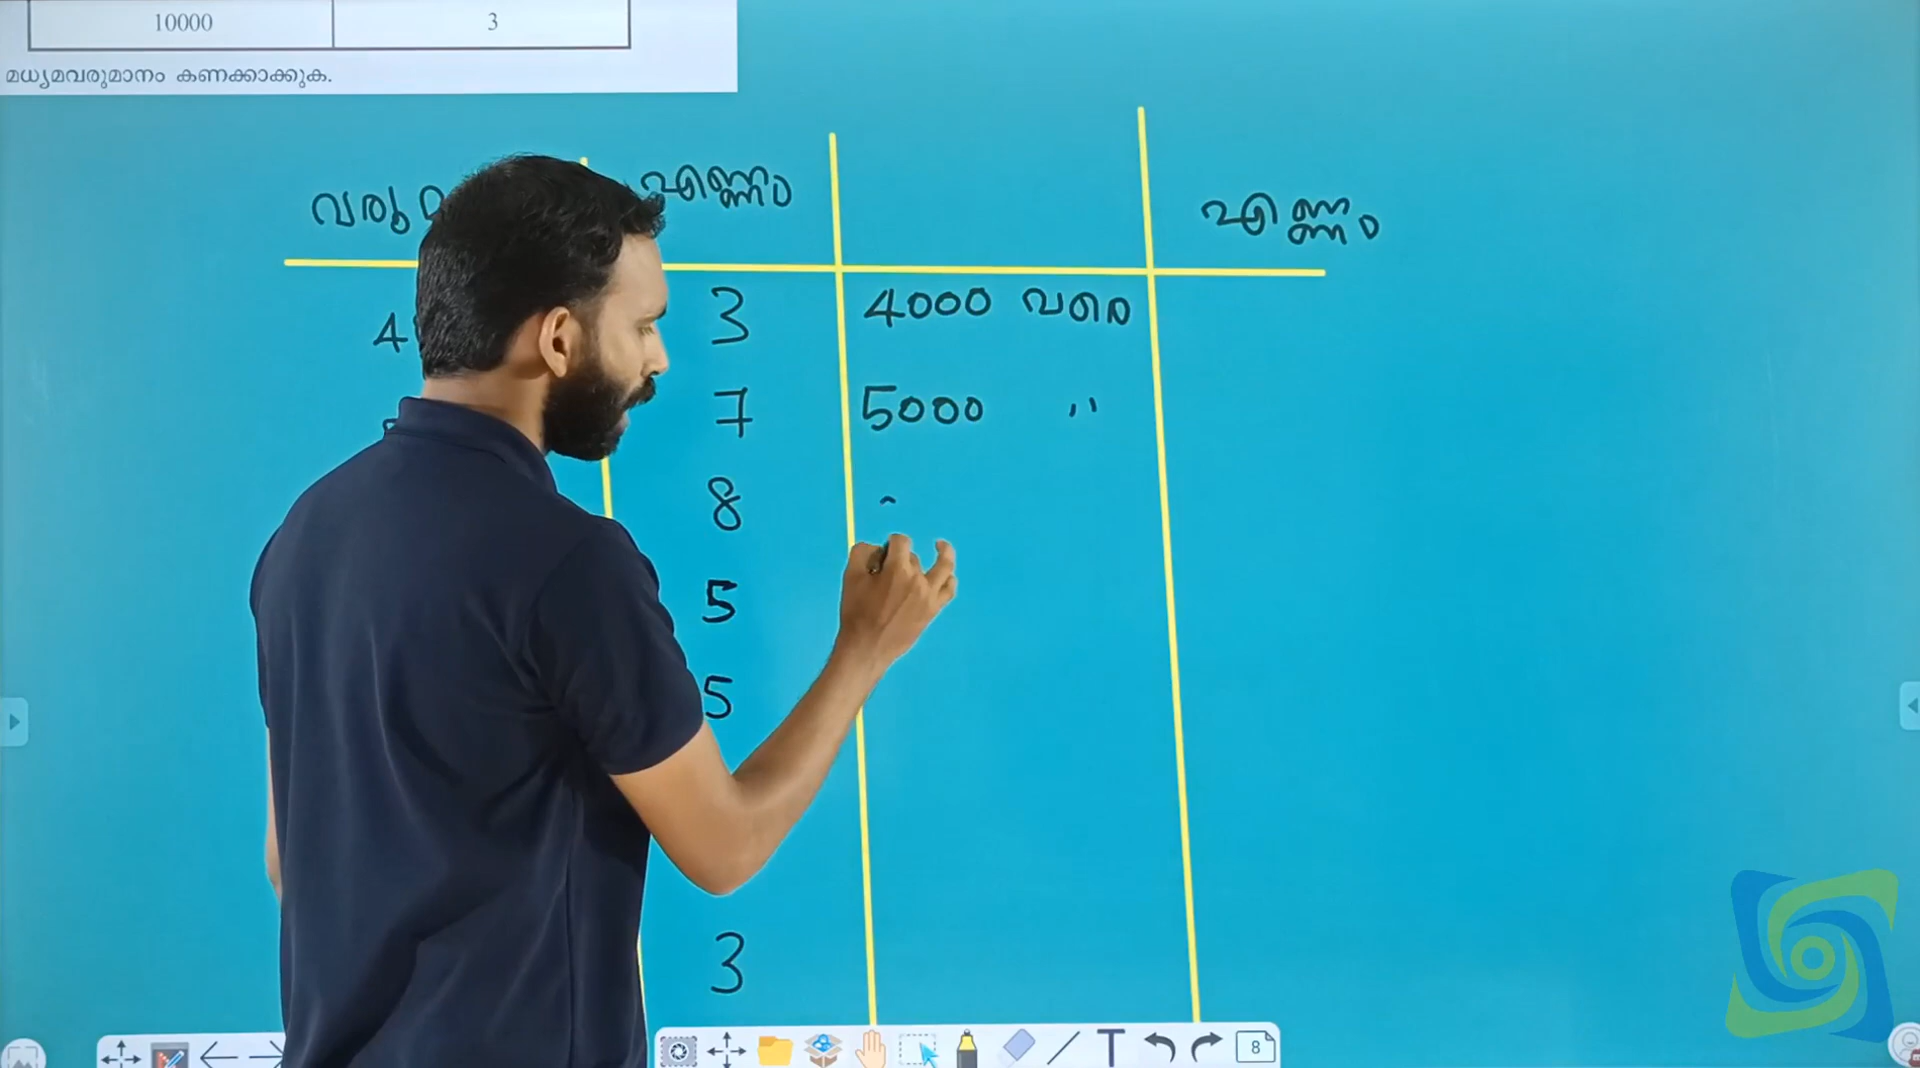 10000 3
മധ്യമവരുമാനം കണക്കാക്കുക.
എണ്ണം എണ്ണം
3 4000 വരെ
7 5000 "
8
5
5
3
T 8